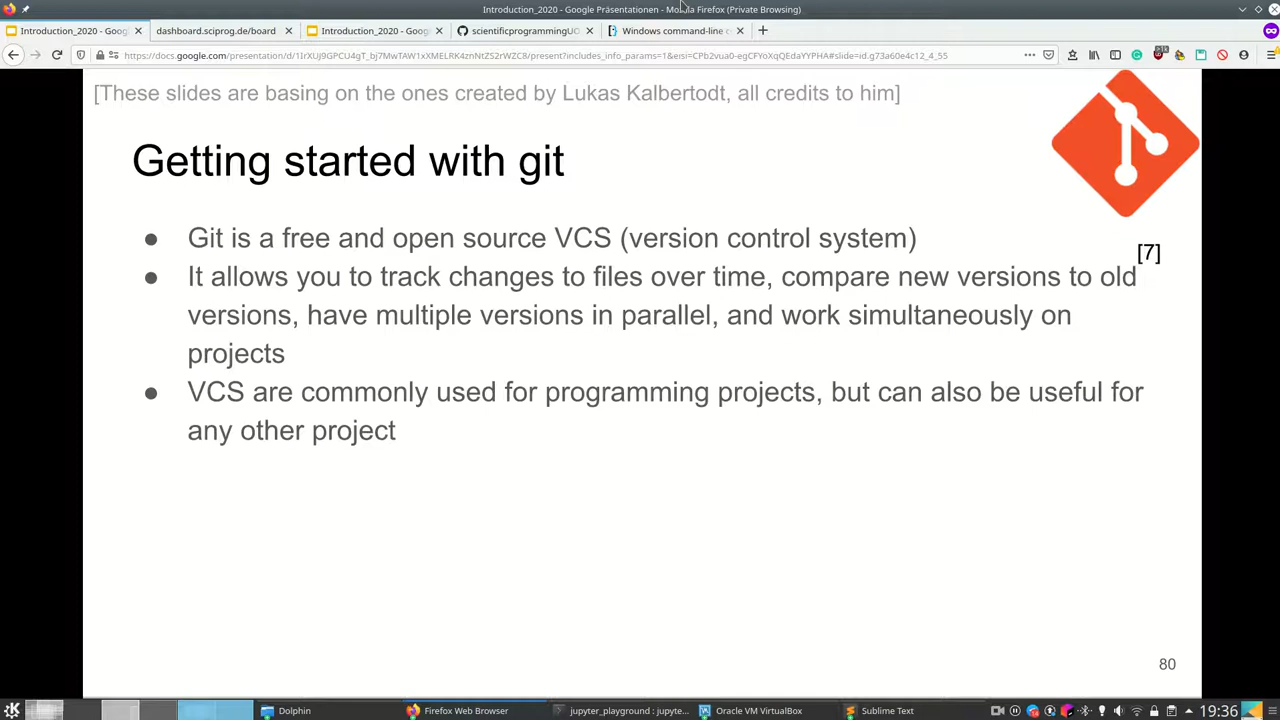 Introduction_2020 - Google Präsentationen - Mozilla Firefox (Private Browsing)
Introduction_2020 - Goog
dashboard.sciprog.de/board
Introduction_2020 - Goog
scientificprogrammingUO
Windows command-line c
[These slides are basing on the ones created by Lukas Kalbertodt, all credits to him]
Getting started with git
[7]
● Git is a free and open source VCS (version control system)
● It allows you to track changes to files over time, compare new versions to old
versions, have multiple versions in parallel, and work simultaneously on
projects
● VCS are commonly used for programming projects, but can also be useful for
any other project
80
Dolphin
Firefox Web Browser
jupyter_playground : jupyte...
Oracle VM VirtualBox
Sublime Text
19:36